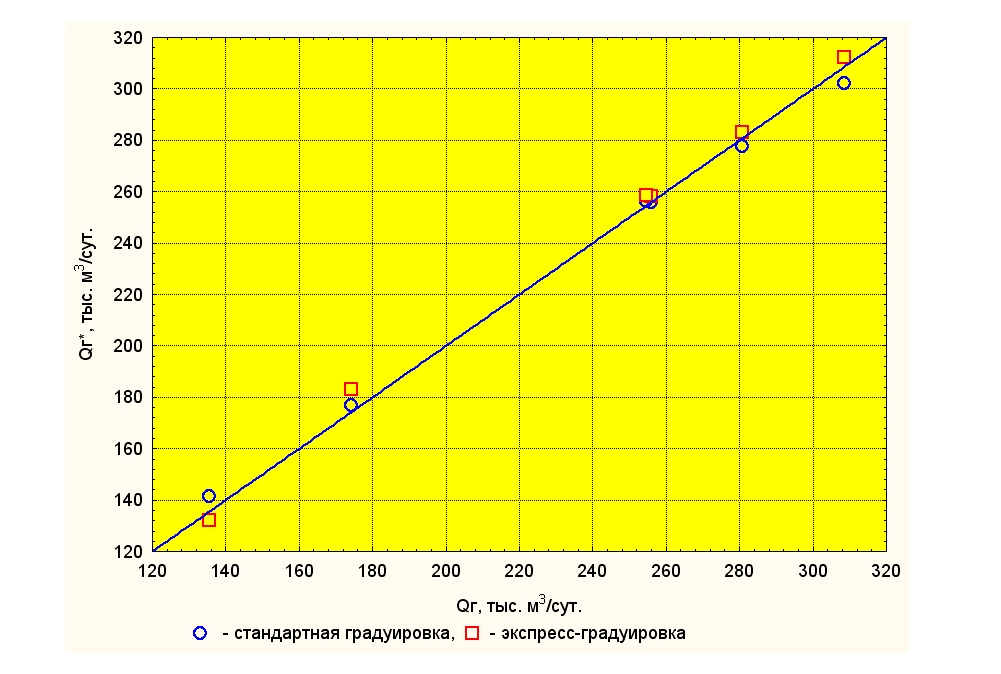 320
300
280
260
240
220
200
180
160
140
120
Qг*, тыс. м3/сут.
120 140 160 180 200 220 240 260 280 300 320
Qг, тыс. м3/сут.
- стандартная градуировка, - экспресс-градуировка